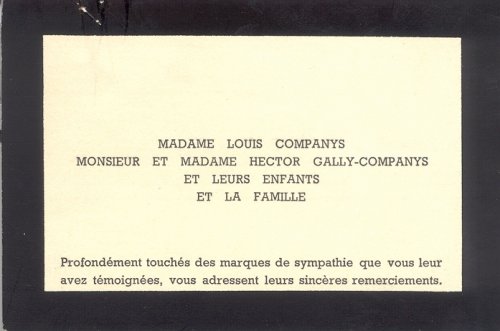 MADAME LOUIS COMPANYS
MONSIEUR ET MADAME HECTOR GALLY-COMPANYS
ET LEURS ENFANTS
ET LA FAMILLE
Profondément touchés des marques de sympathie que vous leur
avez témoignées, vous adressent leurs sincères remerciements.